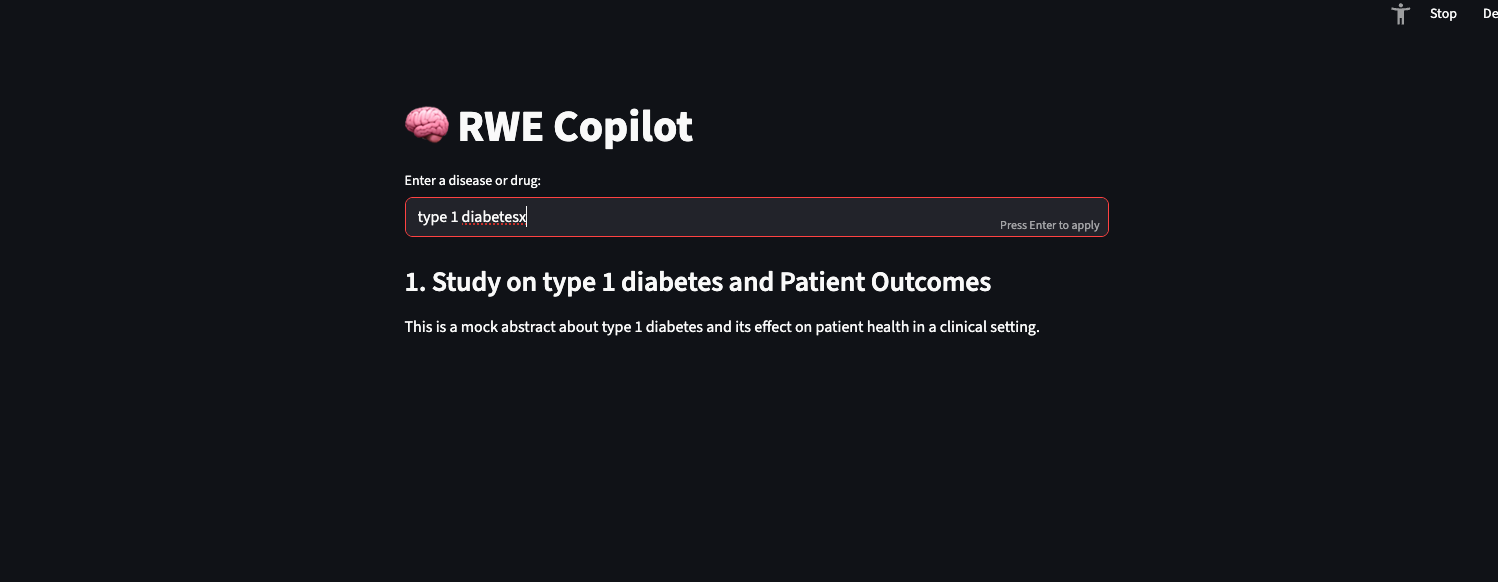 Stop
De
RWE Copilot
Enter a disease or drug:
type 1 diabetesx
Press Enter to apply
1. Study on type 1 diabetes and Patient Outcomes
This is a mock abstract about type 1 diabetes and its effect on patient health in a clinical setting.